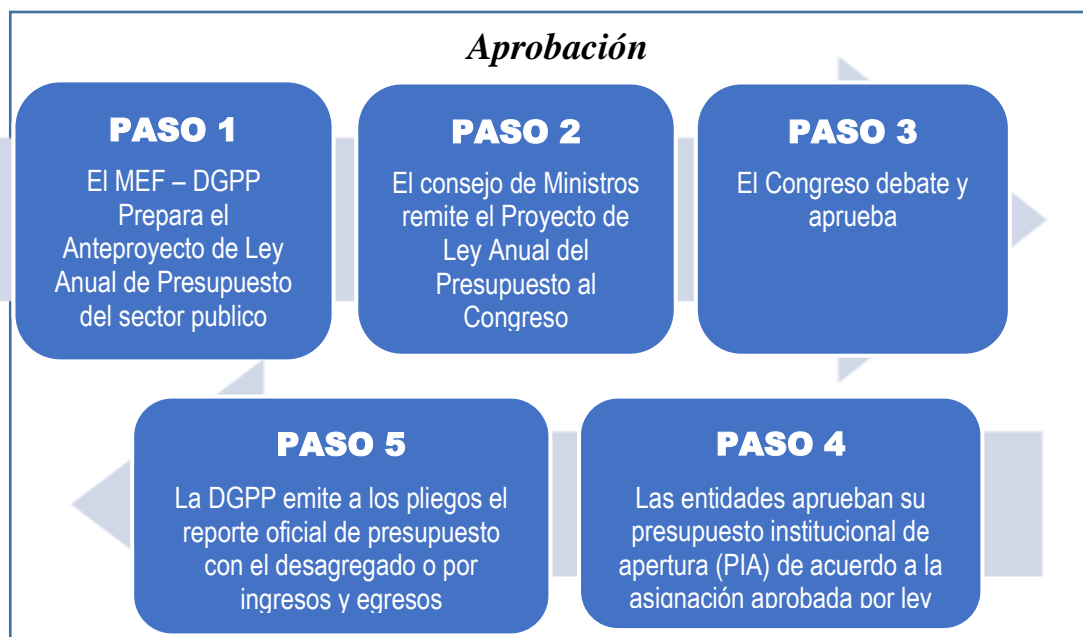 Aprobación
PASO 1
El MEF – DGPP
Prepara el
Anteproyecto de Ley
Anual de Presupuesto
del sector publico
PASO 2
El consejo de Ministros
remite el Proyecto de
Ley Anual del
Presupuesto al
Congreso
PASO 3
El Congreso debate y
aprueba
PASO 4
Las entidades aprueban su
presupuesto institucional de
apertura (PIA) de acuerdo a la
asignación aprobada por ley
PASO 5
La DGPP emite a los pliegos el
reporte oficial de presupuesto
con el desagregado o por
ingresos y egresos